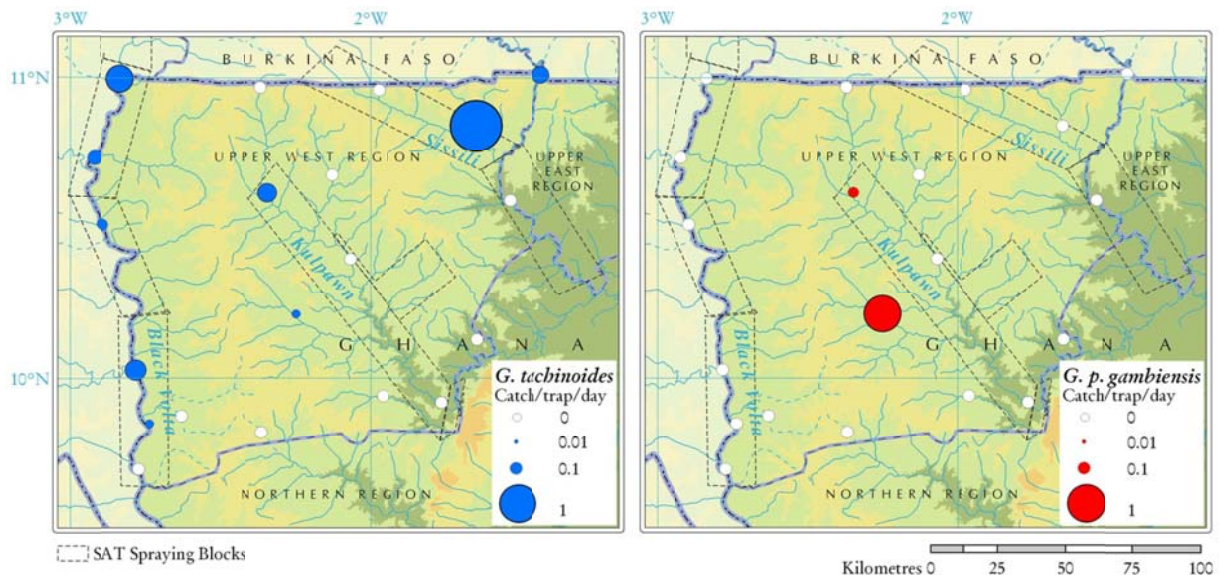 3°W 2°W
11°N
10°N
BURKINA FASO
UPPER WEST REGION
Sissili
UPPER
EAST
REGION
Kulpawn
Black Volta
GHANA
NORTHERN REGION
G. tachinoides
Catch/trap/day
0
0.01
0.1
1
SAT Spraying Blocks
3°W 2°W
BURKINA FASO
UPPER WEST REGION
Sissili
UPPER
EAST
REGION
Kulpawn
Black Volta
GHANA
NORTHERN REGION
G. p. gambiensis
Catch/trap/day
0
0.01
0.1
1
Kilometres 0 25 50 75 100